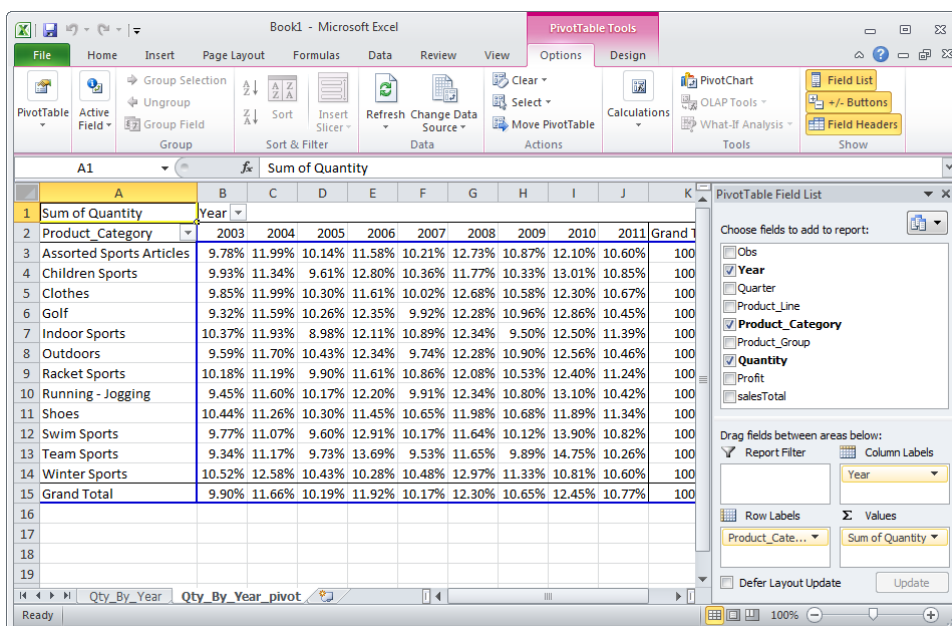 Book1 - Microsoft Excel
PivotTable Tools
File Home Insert Page Layout Formulas Data Review View Options Design
PivotTable
Active Field
Group Selection
Ungroup
Group Field
Group
Sort
Insert Slicer
Sort & Filter
Refresh
Change Data Source
Data
Clear
Select
Move PivotTable
Actions
Calculations
PivotChart
OLAP Tools
What-If Analysis
Tools
Field List
+/- Buttons
Field Headers
Show
A1 fx Sum of Quantity
A B C D E F G H I J K
1 Sum of Quantity Year
2 Product_Category 2003 2004 2005 2006 2007 2008 2009 2010 2011 Grand T
3 Assorted Sports Articles 9.78% 11.99% 10.14% 11.58% 10.21% 12.73% 10.87% 12.10% 10.60% 100
4 Children Sports 9.93% 11.34% 9.61% 12.80% 10.36% 11.77% 10.33% 13.01% 10.85% 100
5 Clothes 9.85% 11.99% 10.30% 11.61% 10.02% 12.68% 10.58% 12.30% 10.67% 100
6 Golf 9.32% 11.59% 10.26% 12.35% 9.92% 12.28% 10.96% 12.86% 10.45% 100
7 Indoor Sports 10.37% 11.93% 8.98% 12.11% 10.89% 12.34% 9.50% 12.50% 11.39% 100
8 Outdoors 9.59% 11.70% 10.43% 12.34% 9.74% 12.28% 10.90% 12.56% 10.46% 100
9 Racket Sports 10.18% 11.19% 9.90% 11.61% 10.86% 12.08% 10.53% 12.40% 11.24% 100
10 Running - Jogging 9.45% 11.60% 10.17% 12.20% 9.91% 12.34% 10.80% 13.10% 10.42% 100
11 Shoes 10.44% 11.26% 10.30% 11.45% 10.65% 11.98% 10.68% 11.89% 11.34% 100
12 Swim Sports 9.77% 11.07% 9.60% 12.91% 10.17% 11.64% 10.12% 13.90% 10.82% 100
13 Team Sports 9.34% 11.17% 9.73% 13.69% 9.53% 11.65% 9.89% 14.75% 10.26% 100
14 Winter Sports 10.52% 12.58% 10.43% 10.28% 10.48% 12.97% 11.33% 10.81% 10.60% 100
15 Grand Total 9.90% 11.66% 10.19% 11.92% 10.17% 12.30% 10.65% 12.45% 10.77% 100
16
17
18
19
PivotTable Field List
Choose fields to add to report:
Obs
Year
Quarter
Product_Line
Product_Category
Product_Group
Quantity
Profit
salesTotal
Drag fields between areas below:
Report Filter Column Labels
Year
Row Labels Σ Values
Product_Cate... Sum of Quantity
Defer Layout Update Update
Qty_By_Year Qty_By_Year_pivot
Ready 100%